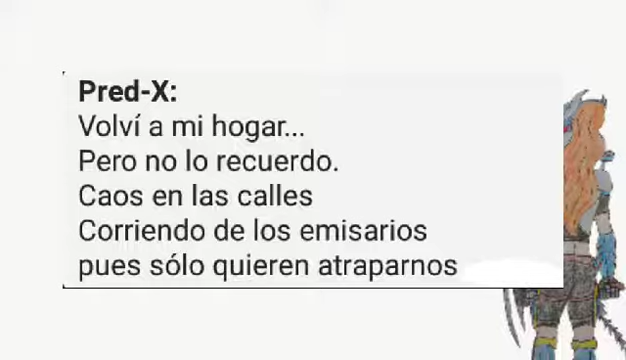 Pred-X:
Volví a mi hogar...
Pero no lo recuerdo.
Caos en las calles
Corriendo de los emisarios
pues sólo quieren atraparnos